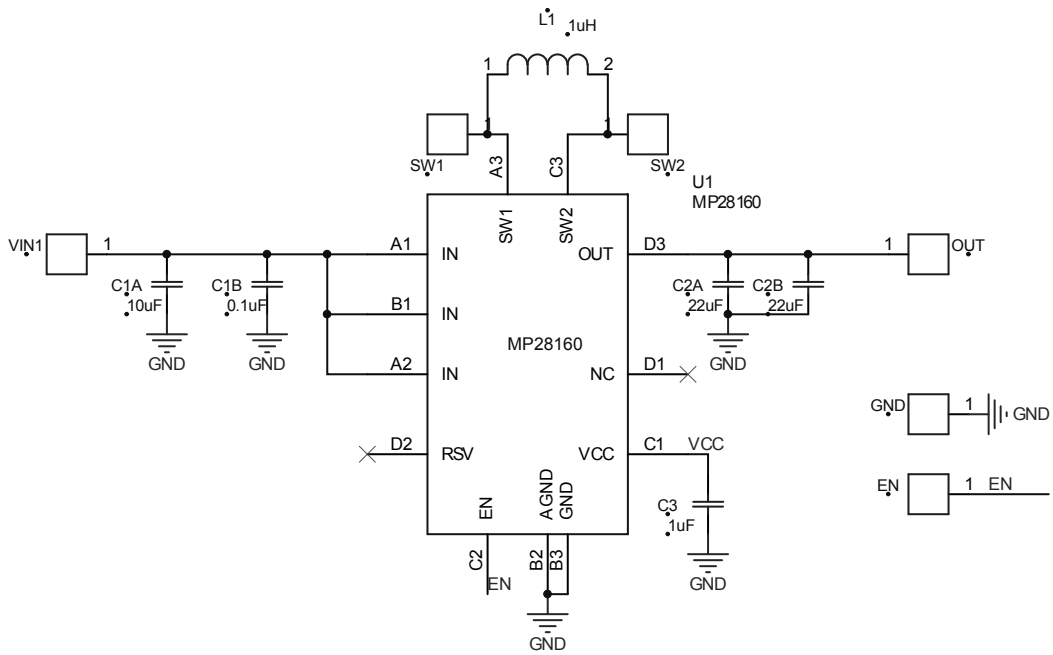 L1
1uH
1 2
1 1
SW1 A3 C3 SW2
U1
MP28160
SW1 SW2
VIN1 1 A1 IN OUT D3 1 OUT
C1A C1B C2A C2B
10uF 0.1uF 22uF 22uF
B1 IN
GND GND GND
MP28160
A2 IN NC D1
GND 1 GND
D2 RSV VCC C1 VCC
EN 1 EN
EN AGND GND
C3
1uF
C2 B2 B3
EN
GND
GND